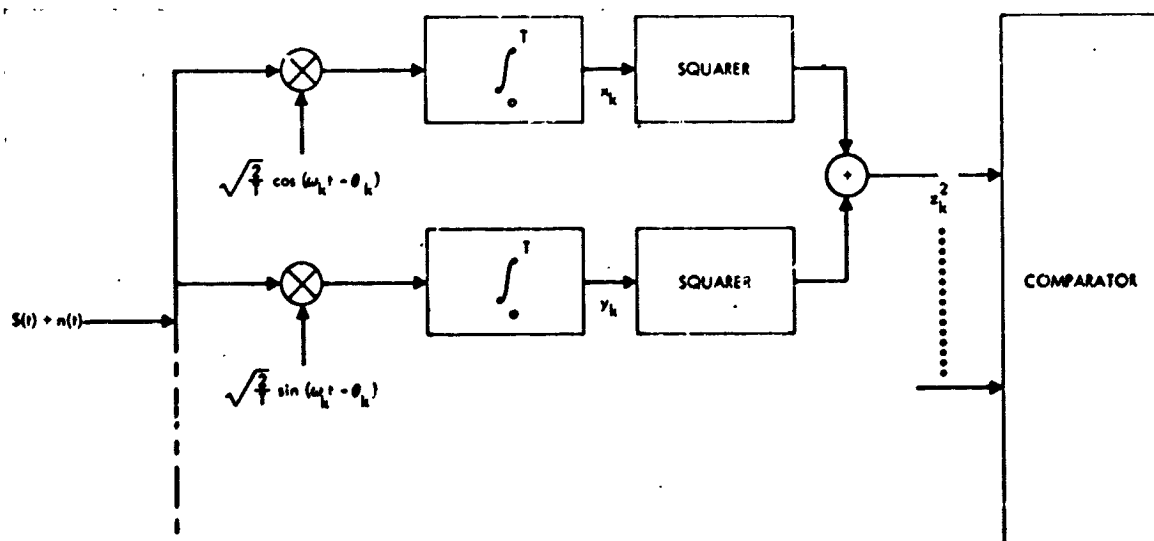 T
∫
o
SQUARER
x_k
√(2/T) cos (ω_k t - θ_k)
+
z_k^2
T
∫
o
SQUARER
y_k
COMPARATOR
S(t) + n(t)
√(2/T) sin (ω_k t - θ_k)